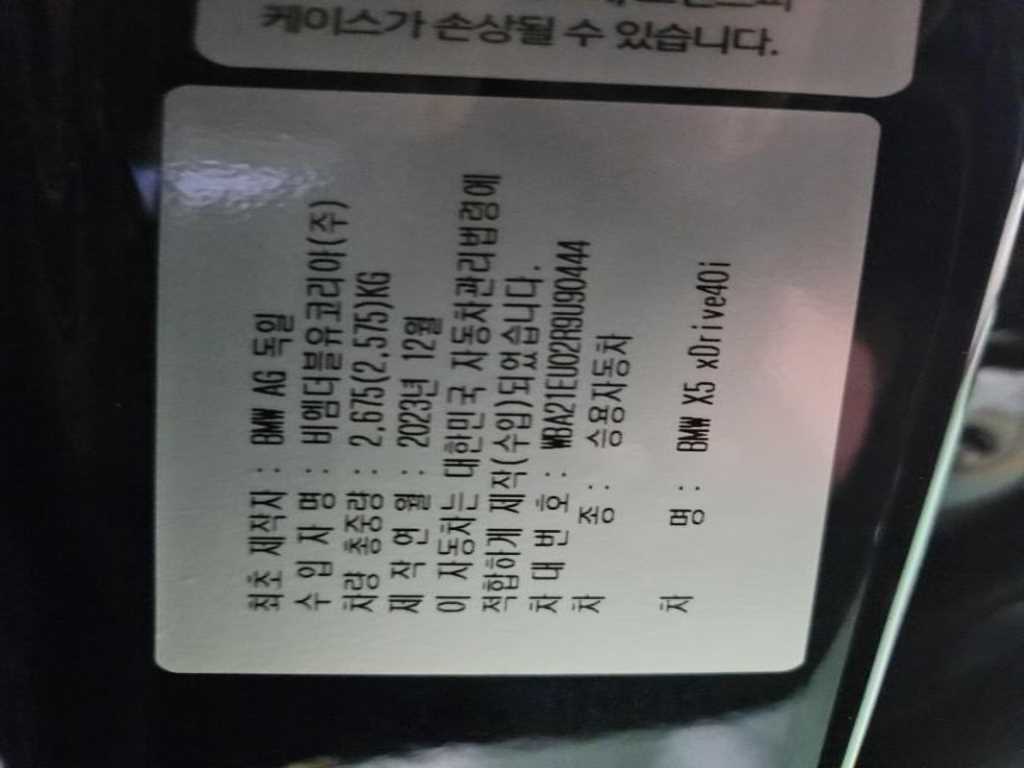 케이스가 손상될 수 있습니다.
최초 제작자 : BMW AG 독일
수 입 자 명 : 비엠더블유코리아(주)
차량 총중량 : 2,675(2,575)KG
제 작 연 월 : 2023년 12월
이 자동차는 대한민국 자동차관리법령에
적합하게 제작(수입)되었습니다.
차 대 번 호 : WBA21EU02R9U90444
차 종 : 승용자동차
차 명 : BMW X5 xDrive40i